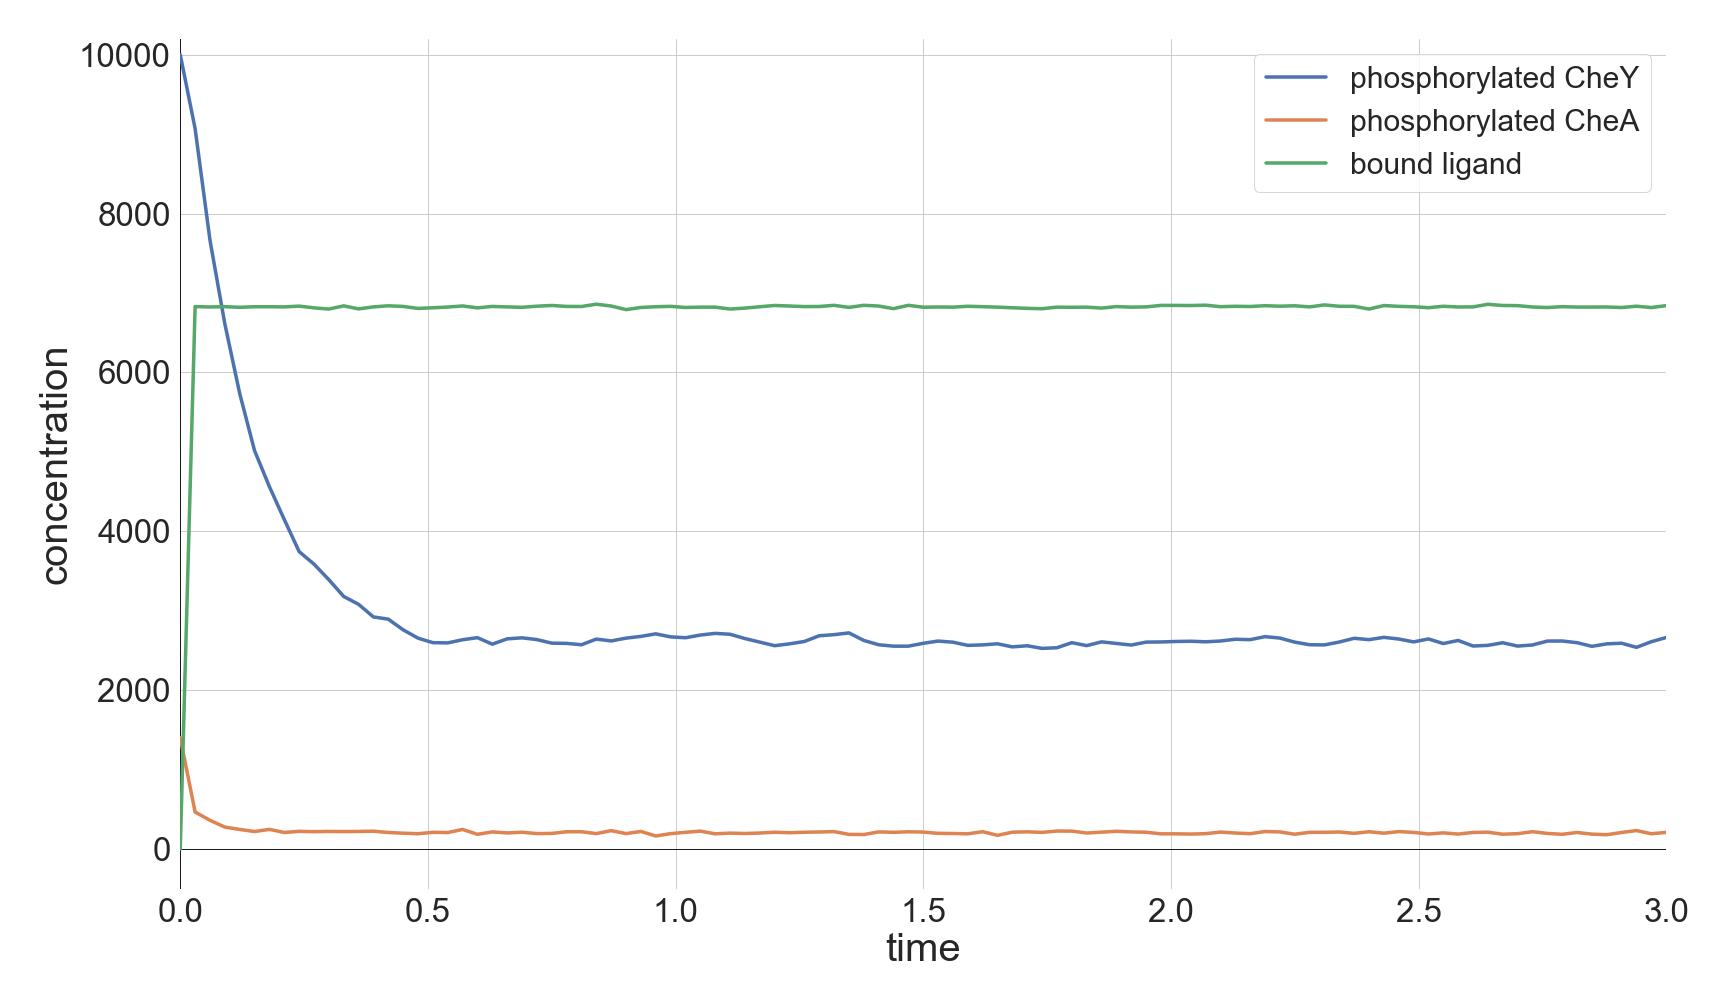 10000
8000
6000
4000
2000
0
concentration
0.0 0.5 1.0 1.5 2.0 2.5 3.0
time
phosphorylated CheY
phosphorylated CheA
bound ligand